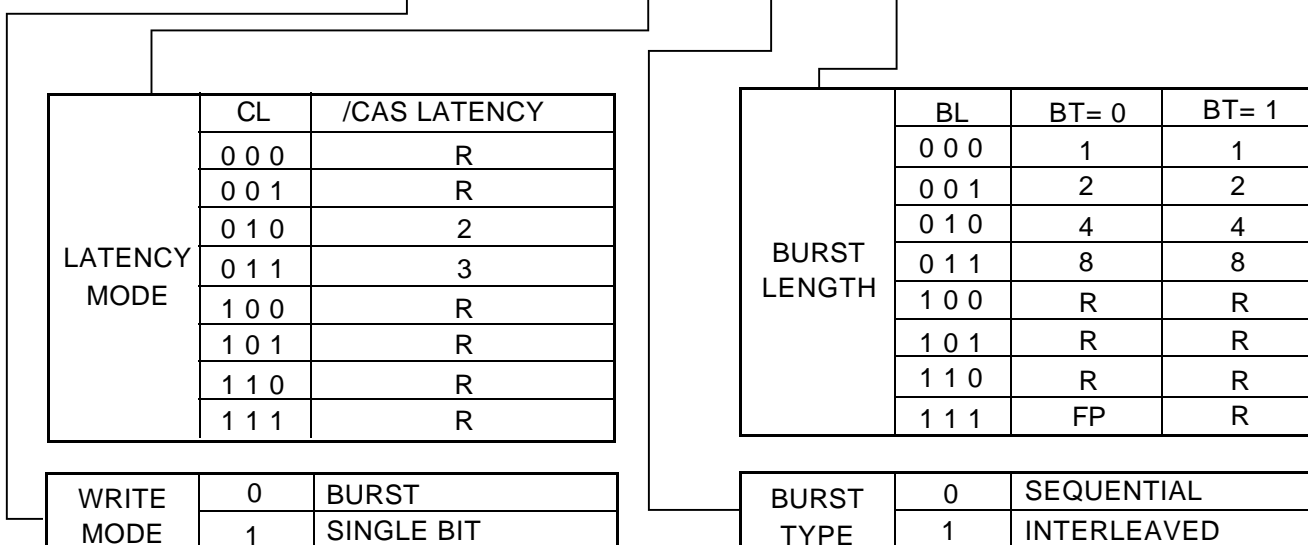 CL /CAS LATENCY
0 0 0 R
0 0 1 R
0 1 0 2
LATENCY MODE
0 1 1 3
1 0 0 R
1 0 1 R
1 1 0 R
1 1 1 R
BL BT= 0 BT= 1
0 0 0 1 1
0 0 1 2 2
0 1 0 4 4
BURST LENGTH
0 1 1 8 8
1 0 0 R R
1 0 1 R R
1 1 0 R R
1 1 1 FP R
WRITE MODE
0 BURST
1 SINGLE BIT
BURST TYPE
0 SEQUENTIAL
1 INTERLEAVED